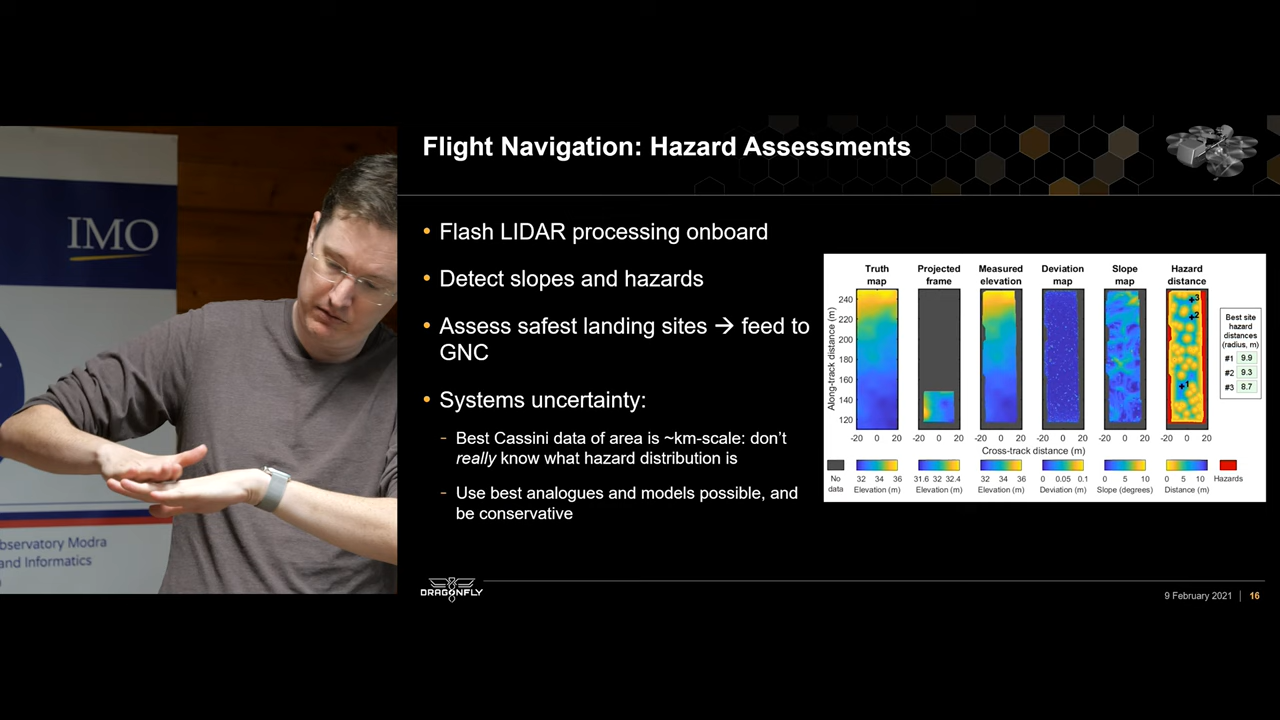 IMO
bservatory Modra
and Informatics
)
Flight Navigation: Hazard Assessments
• Flash LIDAR processing onboard
• Detect slopes and hazards
• Assess safest landing sites → feed to
GNC
• Systems uncertainty:
- Best Cassini data of area is ~km-scale: don't
really know what hazard distribution is
- Use best analogues and models possible, and
be conservative
Truth map
Projected frame
Measured elevation
Deviation map
Slope map
Hazard distance
Along-track distance (m)
240
220
200
180
160
140
120
+3
+2
+1
-20 0 20 -20 0 20 -20 0 20 -20 0 20 -20 0 20 -20 0 20
Cross-track distance (m)
No data
32 34 36
Elevation (m)
31.6 32 32.4
Elevation (m)
32 34 36
Elevation (m)
0 0.05 0.1
Deviation (m)
0 5 10
Slope (degrees)
0 5 10
Distance (m)
Hazards
Best site
hazard
distances
(radius, m)
#1 9.9
#2 9.3
#3 8.7
DRAGONFLY
9 February 2021 | 16